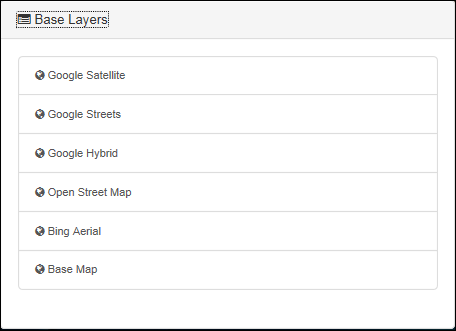 Base Layers
Google Satellite
Google Streets
Google Hybrid
Open Street Map
Bing Aerial
Base Map